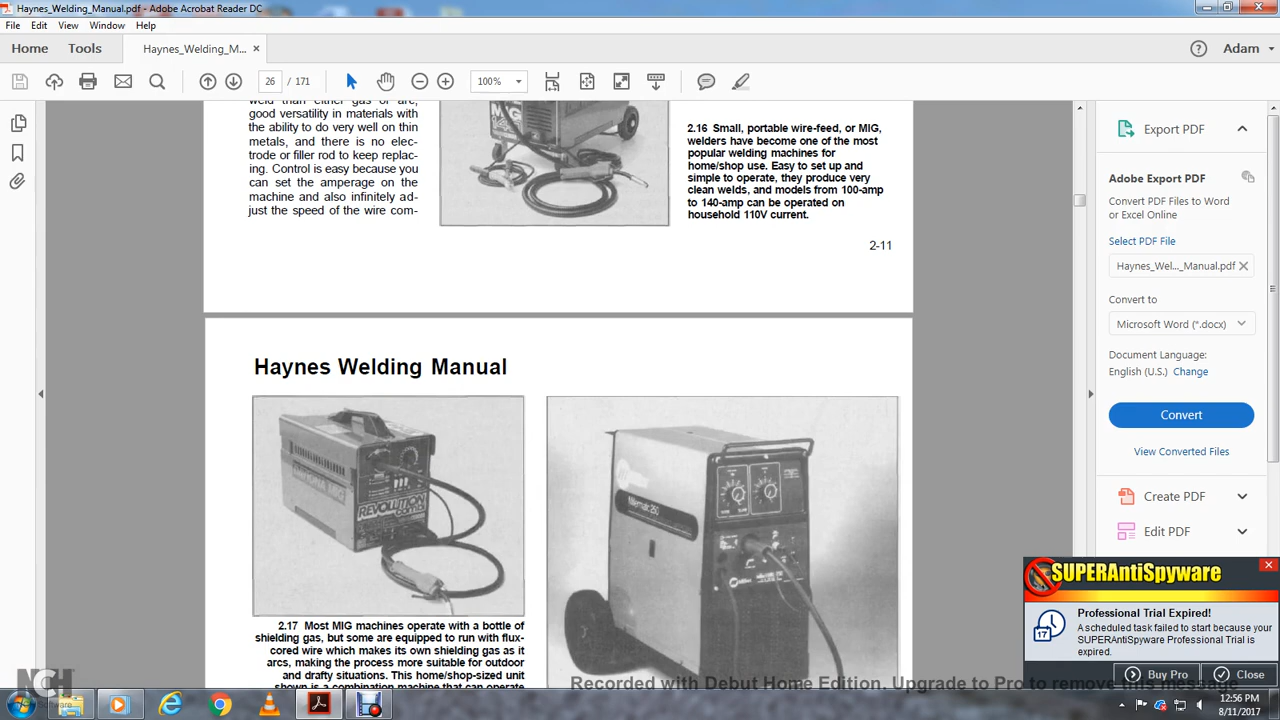 Haynes_Welding_Manual.pdf - Adobe Acrobat Reader DC
File Edit View Window Help
Home Tools Haynes_Welding_M... × Adam
26 / 171 100%
weld than either gas or arc,
good versatility in materials with
the ability to do very well on thin
metals, and there is no elec-
trode or filler rod to keep replac-
ing. Control is easy because you
can set the amperage on the
machine and also infinitely ad-
just the speed of the wire com-
MIG
2.16 Small, portable wire-feed, or MIG,
welders have become one of the most
popular welding machines for
home/shop use. Easy to set up and
simple to operate, they produce very
clean welds, and models from 100-amp
to 140-amp can be operated on
household 110V current.
2-11
Haynes Welding Manual
REVOLUTION
Millermatic 250
2.17 Most MIG machines operate with a bottle of
shielding gas, but some are equipped to run with flux-
cored wire which makes its own shielding gas as it
arcs, making the process more suitable for outdoor
and drafty situations. This home/shop-sized unit
shown is a combination machine that can operate
Export PDF
Adobe Export PDF
Convert PDF Files to Word
or Excel Online
Select PDF File
Haynes_Wel..._Manual.pdf ×
Convert to
Microsoft Word (*.docx)
Document Language:
English (U.S.) Change
Convert
View Converted Files
Create PDF
Edit PDF
SUPERAntiSpyware
Professional Trial Expired!
A scheduled task failed to start because your
SUPERAntiSpyware Professional Trial is
expired.
17
Buy Pro Close
NCH
Software
Recorded with Debut Home Edition. Upgrade to Pro to remove this message
12:56 PM
8/11/2017